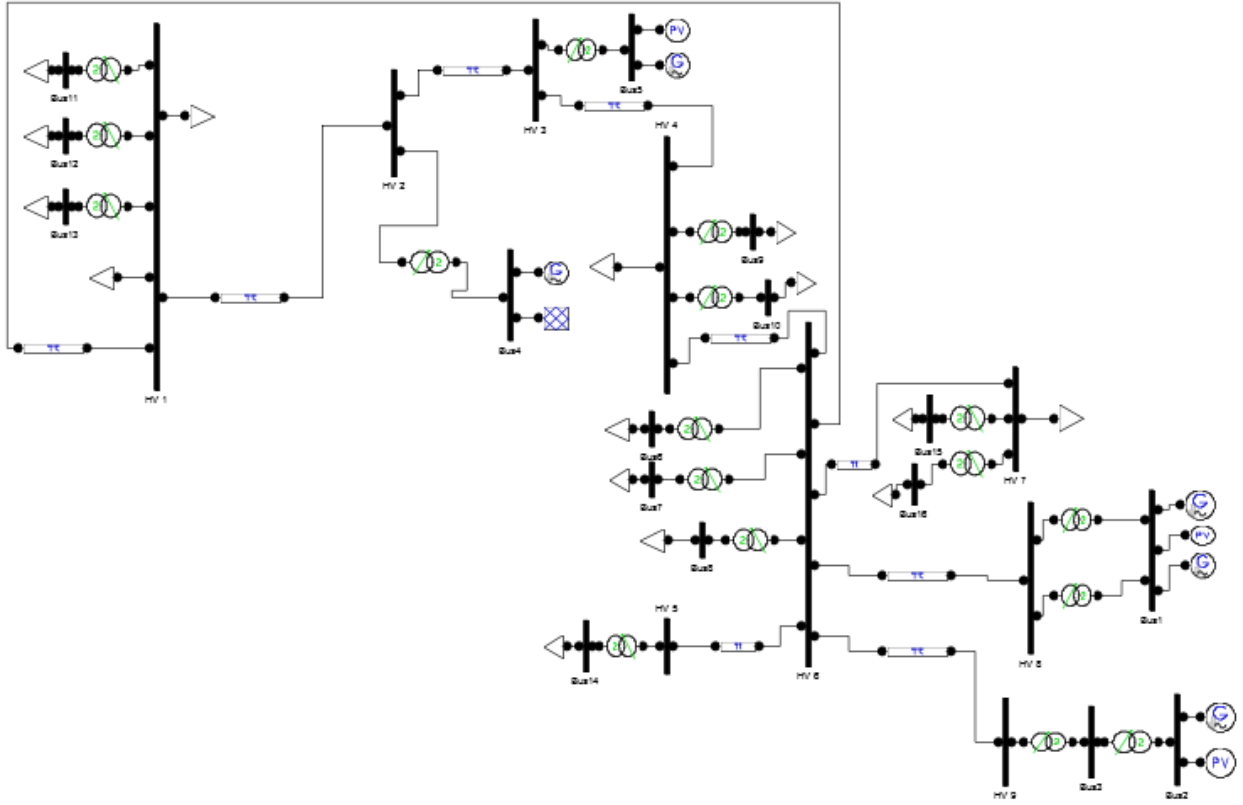 PV
Bus5
G
Bus11
HV 3
HV 4
Bus12
HV 2
Bus13
Bus9
G
Bus10
Bus4
HV 1
Bus6
Bus7
Bus15
Bus16
HV 7
G
PV
G
Bus8
Bus1
HV 5
HV 8
Bus14
HV 6
G
PV
HV 9
Bus3
Bus2